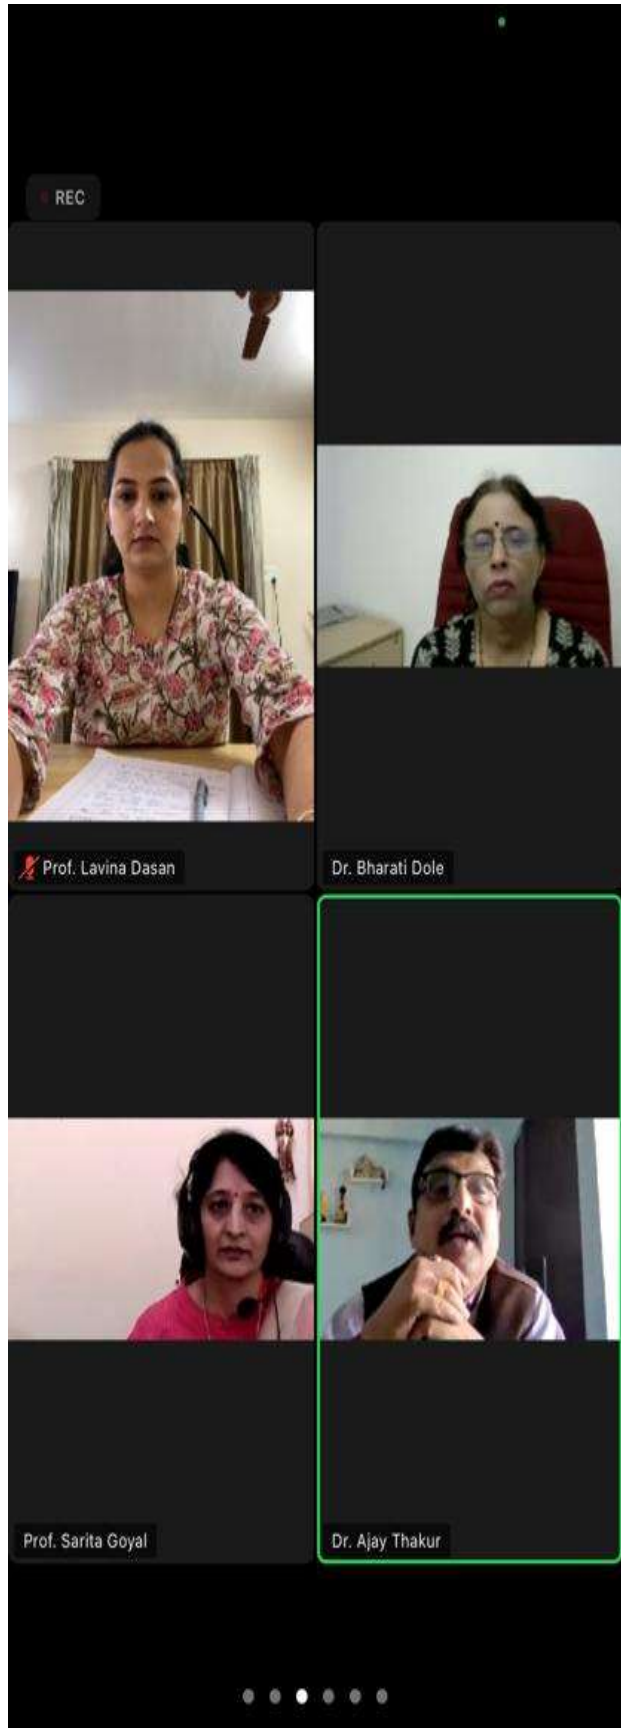 REC
Prof. Lavina Dasan
Dr. Bharati Dole
Prof. Sarita Goyal
Dr. Ajay Thakur